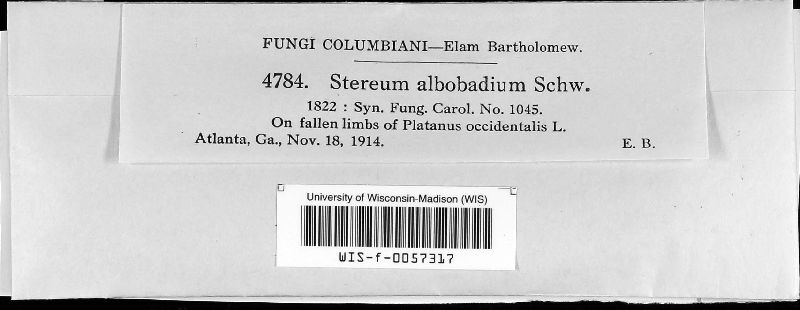 FUNGI COLUMBIANI—Elam Bartholomew.
4784. Stereum albobadium Schw.
1822 : Syn. Fung. Carol. No. 1045.
On fallen limbs of Platanus occidentalis L.
Atlanta, Ga., Nov. 18, 1914. E. B.
University of Wisconsin-Madison (WIS)
WIS-f-0057317